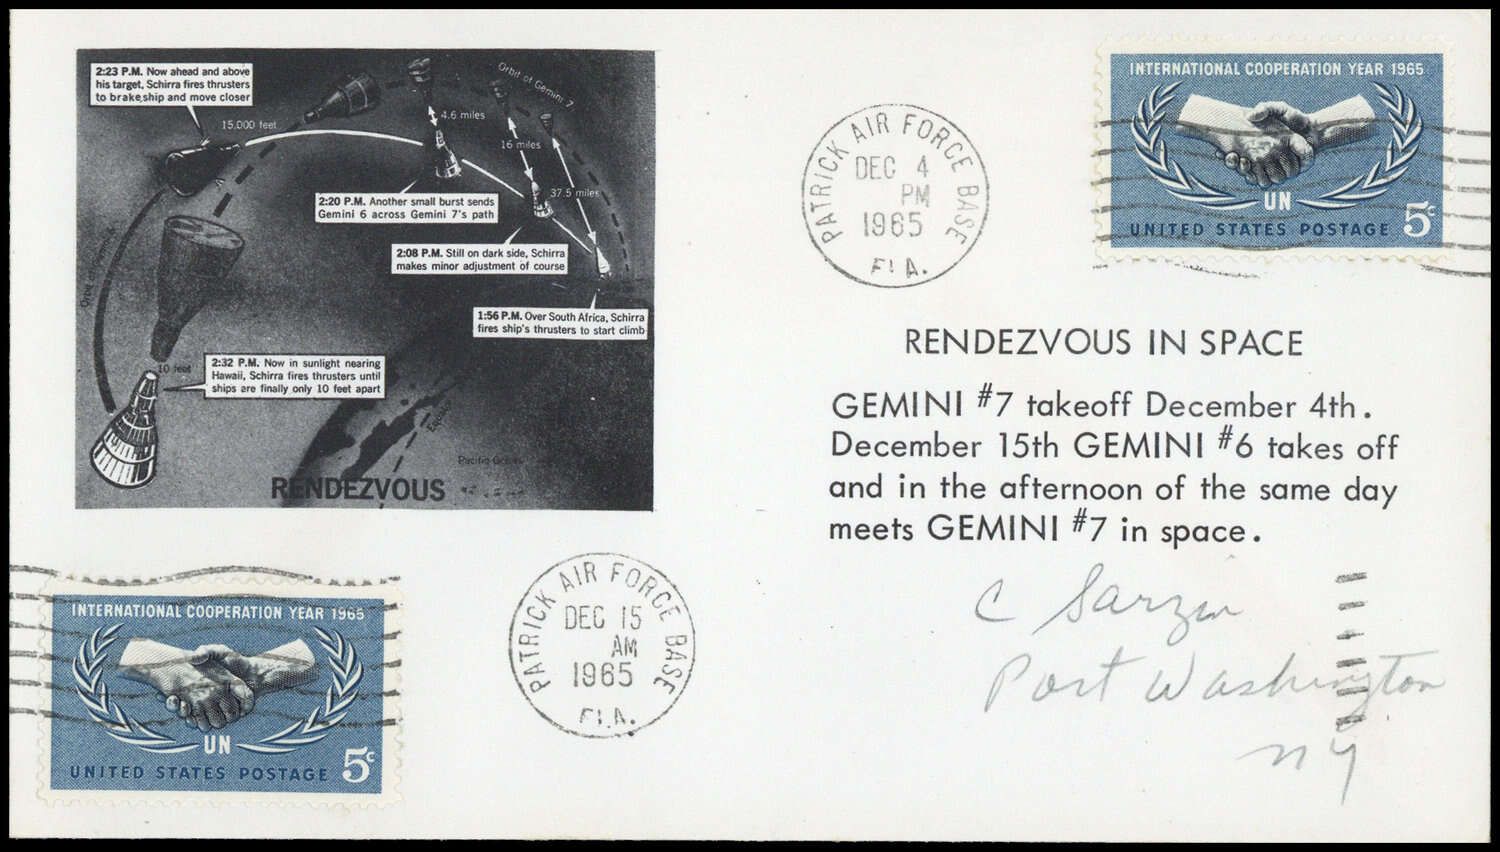 2:23 P.M. Now ahead and above
his target, Schirra fires thrusters
to brake ship and move closer
15,000 feet
4.6 miles
Orbit of Gemini 7
16 miles
37.5 miles
2:20 P.M. Another small burst sends
Gemini 6 across Gemini 7's path
2:08 P.M. Still on dark side, Schirra
makes minor adjustment of course
1:56 P.M. Over South Africa, Schirra
fires ship's thrusters to start climb
Orbit of
10 feet
2:32 P.M. Now in sunlight nearing
Hawaii, Schirra fires thrusters until
ships are finally only 10 feet apart
Equator
Pacific Ocean
RENDEZVOUS
PATRICK AIR FORCE BASE
DEC 4
PM
1965
FLA.
INTERNATIONAL COOPERATION YEAR 1965
UN
5c
UNITED STATES POSTAGE
RENDEZVOUS IN SPACE
GEMINI #7 takeoff December 4th.
December 15th GEMINI #6 takes off
and in the afternoon of the same day
meets GEMINI #7 in space.
C Sarzin
Port Washington
NY
INTERNATIONAL COOPERATION YEAR 1965
UN
5c
UNITED STATES POSTAGE
PATRICK AIR FORCE BASE
DEC 15
AM
1965
FLA.